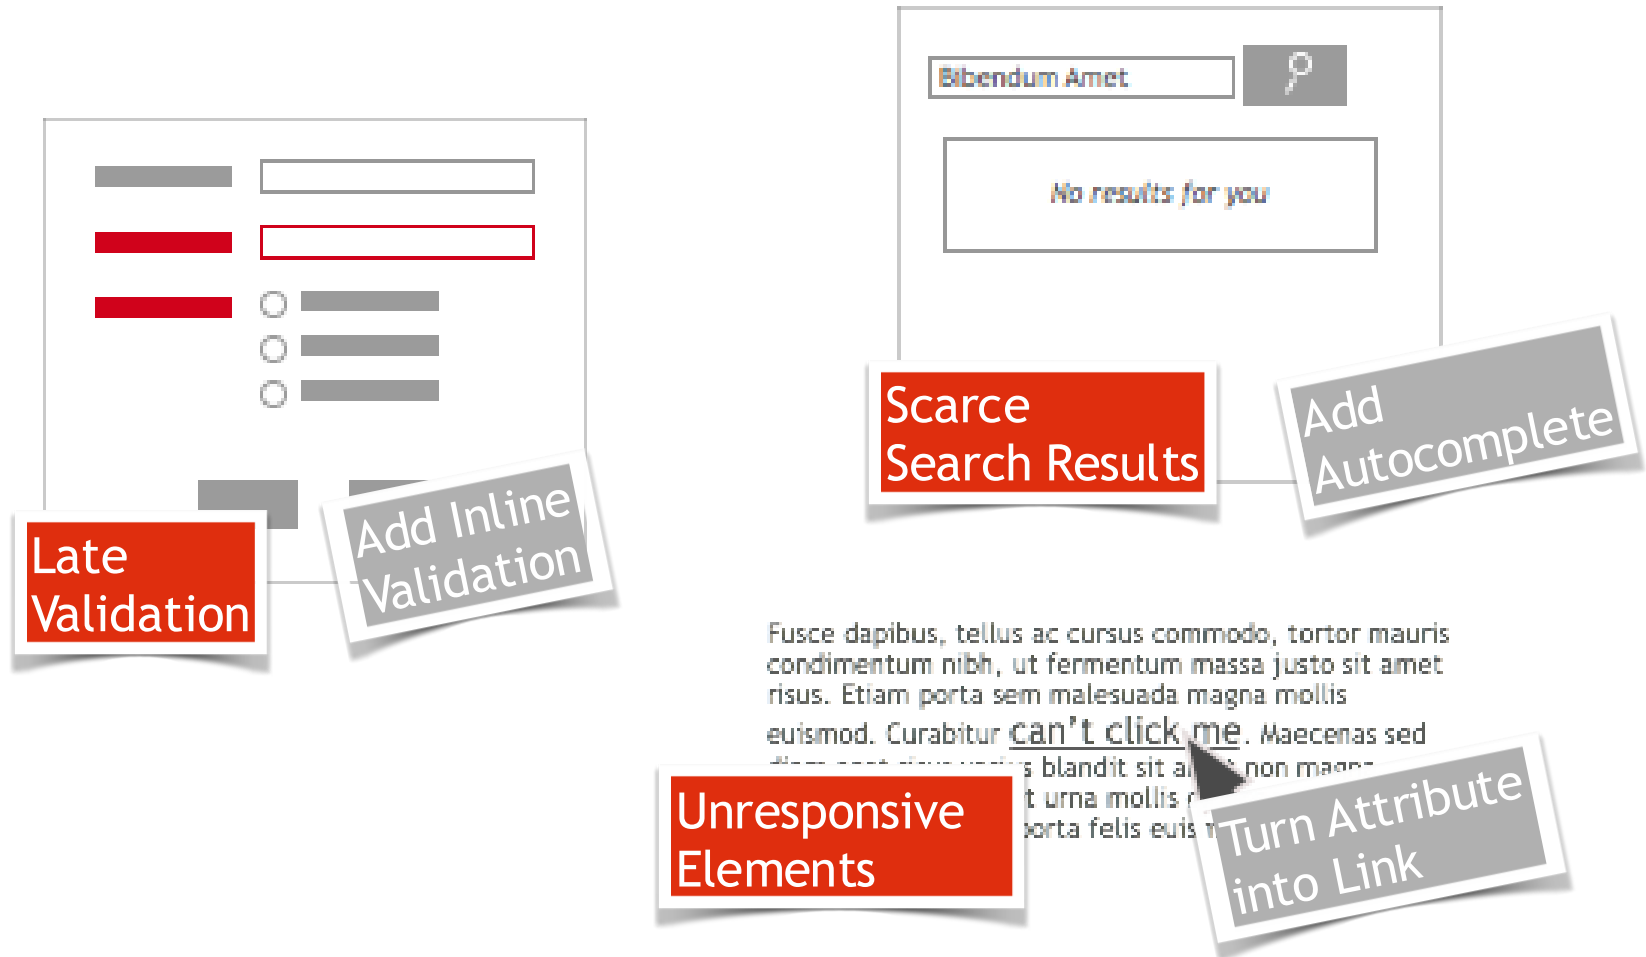 Late
Validation
Add Inline
Validation
Bibendum Amet
No results for you
Scarce
Search Results
Add
Autocomplete
Fusce dapibus, tellus ac cursus commodo, tortor mauris
condimentum nibh, ut fermentum massa justo sit amet
risus. Etiam porta sem malesuada magna mollis
euismod. Curabitur can't click me. Maecenas sed
blandit sit non magna
urna mollis
porta felis
Unresponsive
Elements
Turn Attribute
into Link